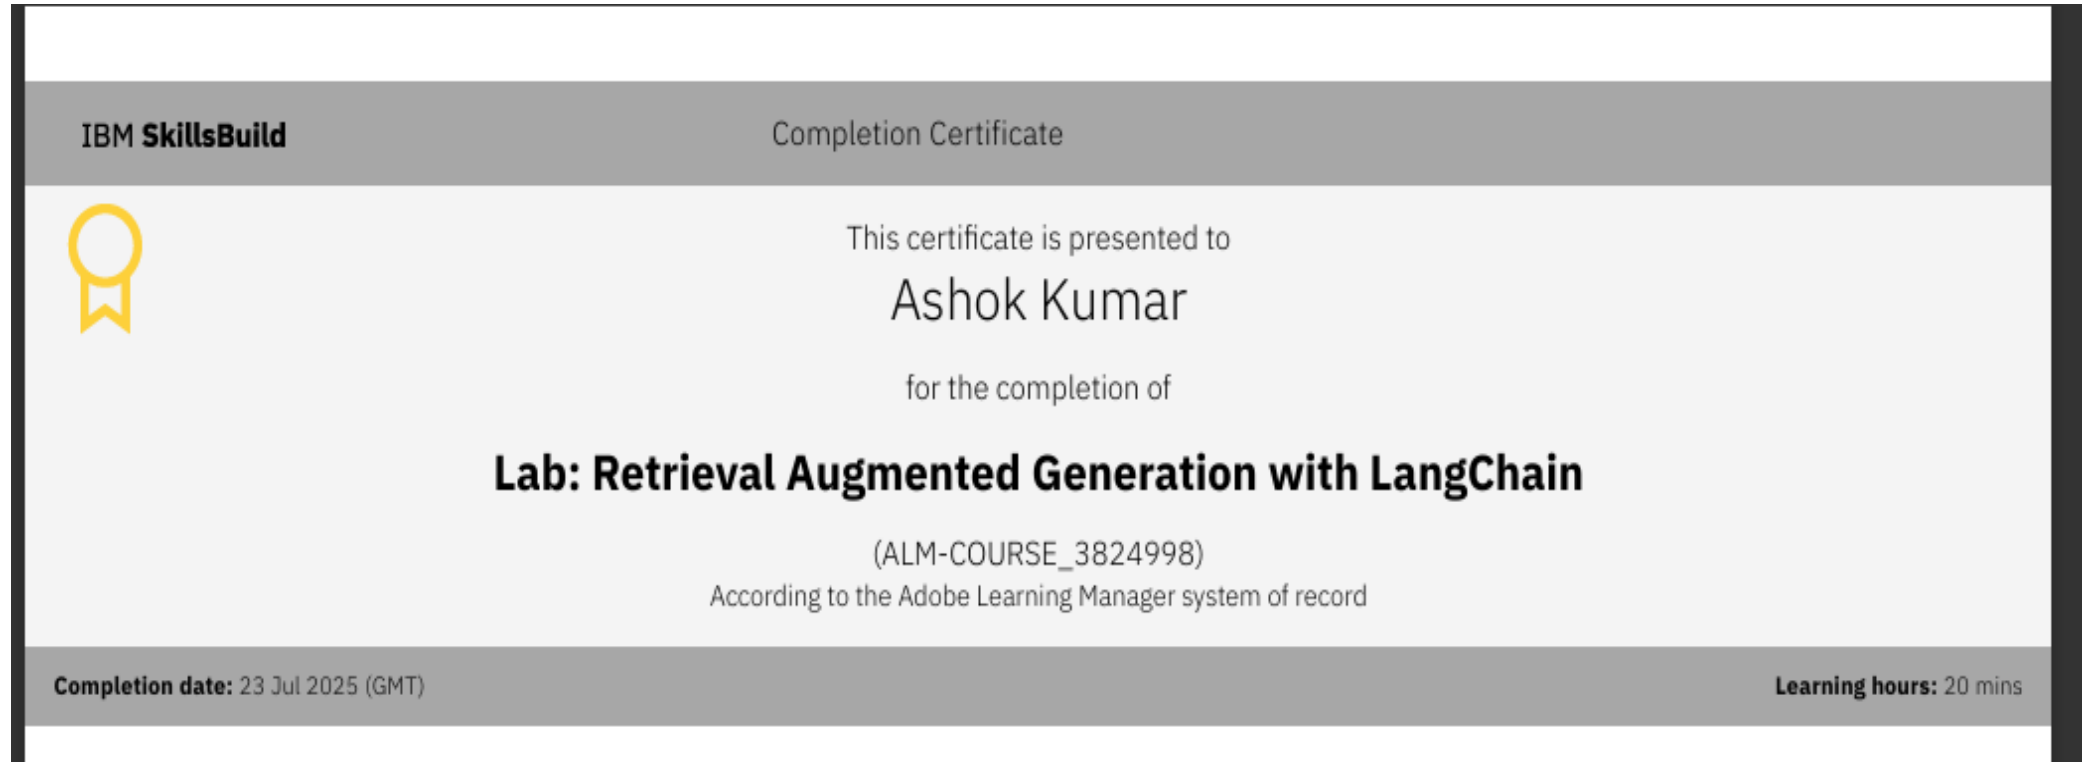 IBM SkillsBuild
Completion Certificate
This certificate is presented to
Ashok Kumar
for the completion of
Lab: Retrieval Augmented Generation with LangChain
(ALM-COURSE_3824998)
According to the Adobe Learning Manager system of record
Completion date: 23 Jul 2025 (GMT)
Learning hours: 20 mins